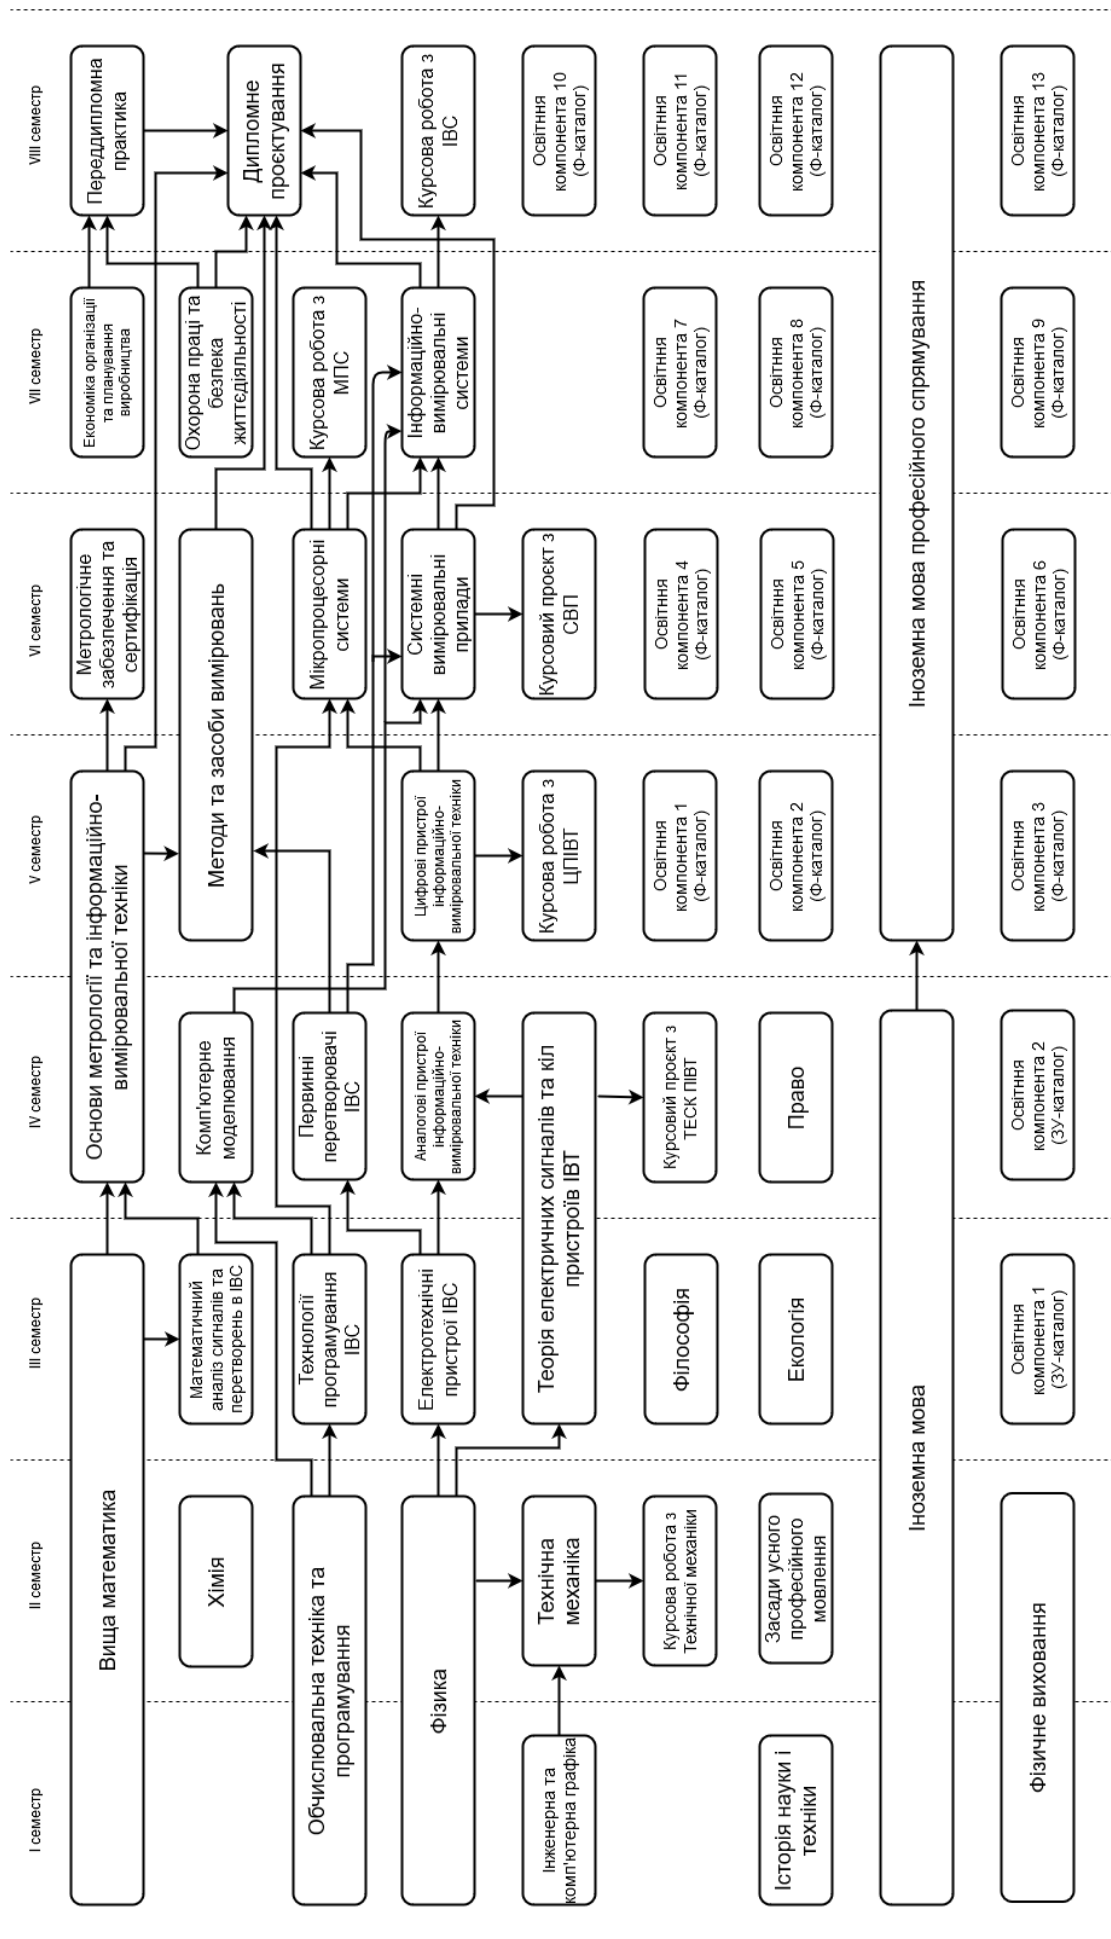 I семестр
II семестр
III семестр
IV семестр
V семестр
VI семестр
VII семестр
VIII семестр
Вища математика
Основи метрології та інформаційно-
вимірювальної техніки
Метрологічне
забезпечення та
сертифікація
Економіка організації
та планування
виробництва
Переддипломна
практика
Хімія
Математичний
аналіз сигналів та
перетворень в ІВС
Комп'ютерне
моделювання
Методи та засоби вимірювань
Охорона праці та
безпека
життєдіяльності
Дипломне
проєктування
Обчислювальна техніка та
програмування
Технології
програмування
ІВС
Первинні
перетворювачі
ІВС
Мікропроцесорні
системи
Курсова робота з
МПС
Фізика
Електротехнічні
пристрої ІВС
Аналогові пристрої
інформаційно-
вимірювальної техніки
Цифрові пристрої
інформаційно-
вимірювальної техніки
Системні
вимірювальні
прилади
Інформаційно-
вимірювальні
системи
Курсова робота з
ІВС
Інженерна та
комп'ютерна графіка
Технічна
механіка
Теорія електричних сигналів та кіл
пристроїв ІВТ
Курсова робота з
ЦПІВТ
Курсовий проєкт з
СВП
Освітня
компонента 10
(Ф-каталог)
Курсова робота з
Технічної механіки
Філософія
Курсовий проєкт з
ТЕСК ПІВТ
Освітня
компонента 1
(Ф-каталог)
Освітня
компонента 4
(Ф-каталог)
Освітня
компонента 7
(Ф-каталог)
Освітня
компонента 11
(Ф-каталог)
Історія науки і
техніки
Засади усного
професійного
мовлення
Екологія
Право
Освітня
компонента 2
(Ф-каталог)
Освітня
компонента 5
(Ф-каталог)
Освітня
компонента 8
(Ф-каталог)
Освітня
компонента 12
(Ф-каталог)
Іноземна мова
Іноземна мова професійного спрямування
Фізичне виховання
Освітня
компонента 1
(ЗУ-каталог)
Освітня
компонента 2
(ЗУ-каталог)
Освітня
компонента 3
(Ф-каталог)
Освітня
компонента 6
(Ф-каталог)
Освітня
компонента 9
(Ф-каталог)
Освітня
компонента 13
(Ф-каталог)